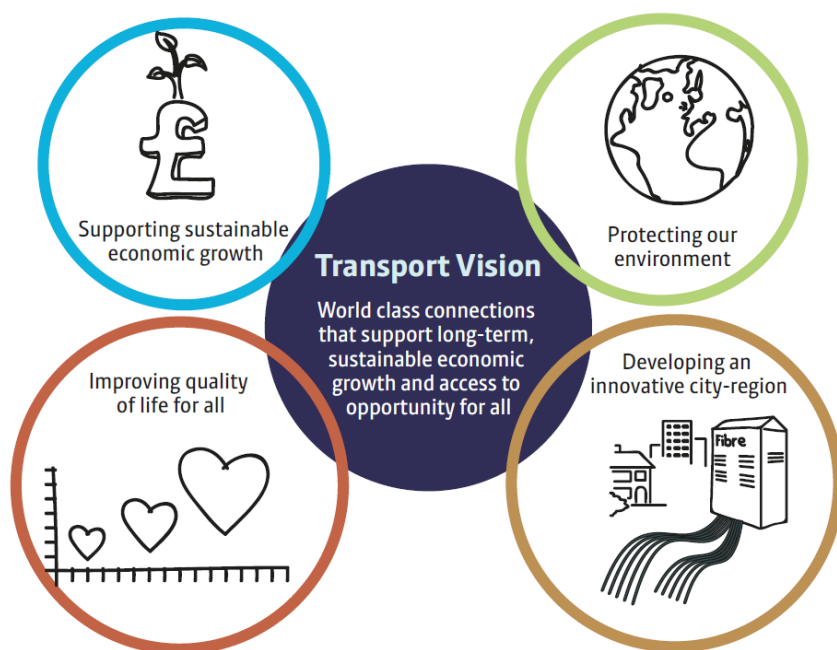 Supporting sustainable
economic growth
Protecting our
environment
Transport Vision
World class connections
that support long-term,
sustainable economic
growth and access to
opportunity for all
Improving quality
of life for all
Developing an
innovative city-region
Fibre
£